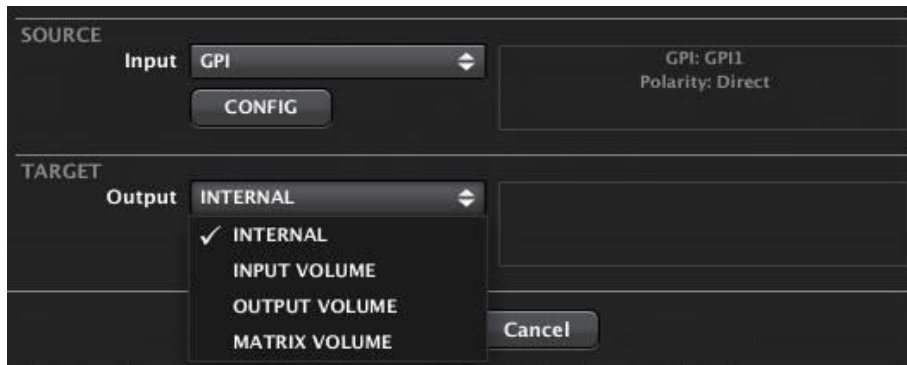 SOURCE
Input GPI
GPI: GPI1
Polarity: Direct
CONFIG
TARGET
Output INTERNAL
✓ INTERNAL
INPUT VOLUME
OUTPUT VOLUME
MATRIX VOLUME
Cancel